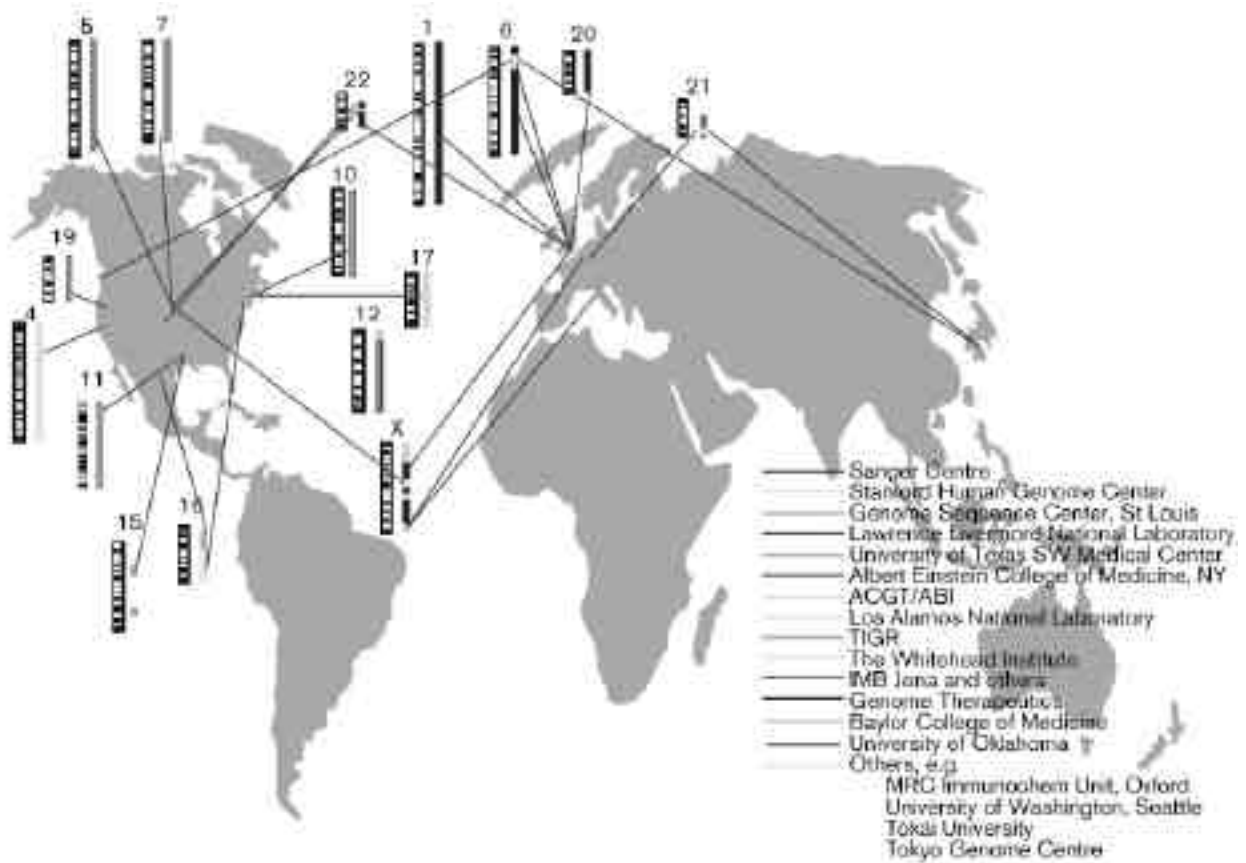 5
7
1
6
20
22
21
10
19
17
4
12
11
X
15
16
Sanger Centre
Stanford Human Genome Center
Genome Sequence Center, St Louis
Lawrence Livermore National Laboratory
University of Texas SW Medical Center
Albert Einstein College of Medicine, NY
ACGT/ABI
Los Alamos National Laboratory
TIGR
The Whitehead Institute
IMB Jena and others
Genome Therapeutics
Baylor College of Medicine
University of Oklahoma
Others, e.g.
MRC Immunochem Unit, Oxford
University of Washington, Seattle
Tokai University
Tokyo Genome Centre